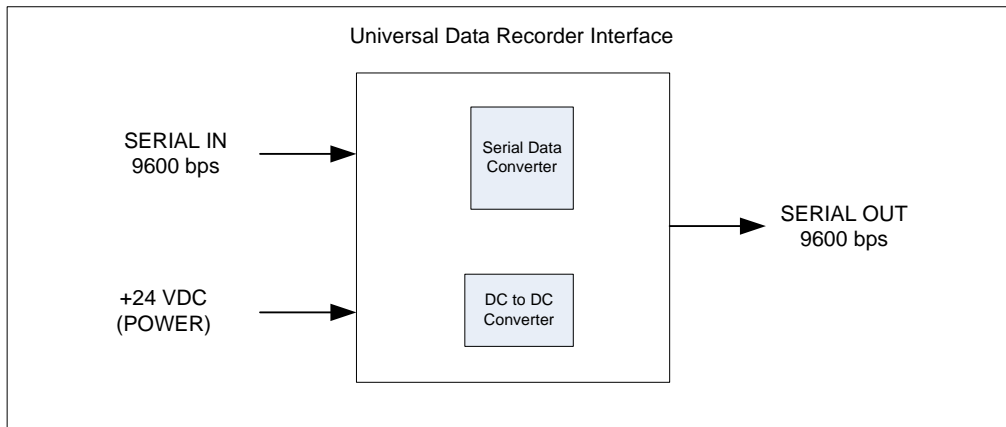 Universal Data Recorder Interface
SERIAL IN
9600 bps
Serial Data
Converter
SERIAL OUT
9600 bps
+24 VDC
(POWER)
DC to DC
Converter